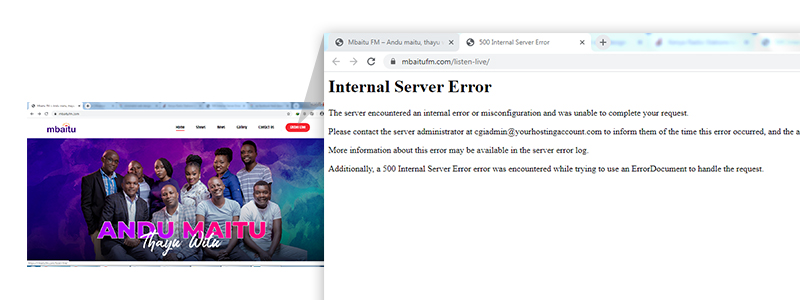 Mbaitu FM – Andu maitu, thayu
500 Internal Server Error
mbaitufm.com/listen-live/
Internal Server Error
The server encountered an internal error or misconfiguration and was unable to complete your request.
Please contact the server administrator at cgiadmin@yourhostingaccount.com to inform them of the time this error occurred, and the a
More information about this error may be available in the server error log.
Additionally, a 500 Internal Server Error error was encountered while trying to use an ErrorDocument to handle the request.
mbaitu
Home Shows News Gallery Contact Us
ANDU MAITU
Thayu Witu